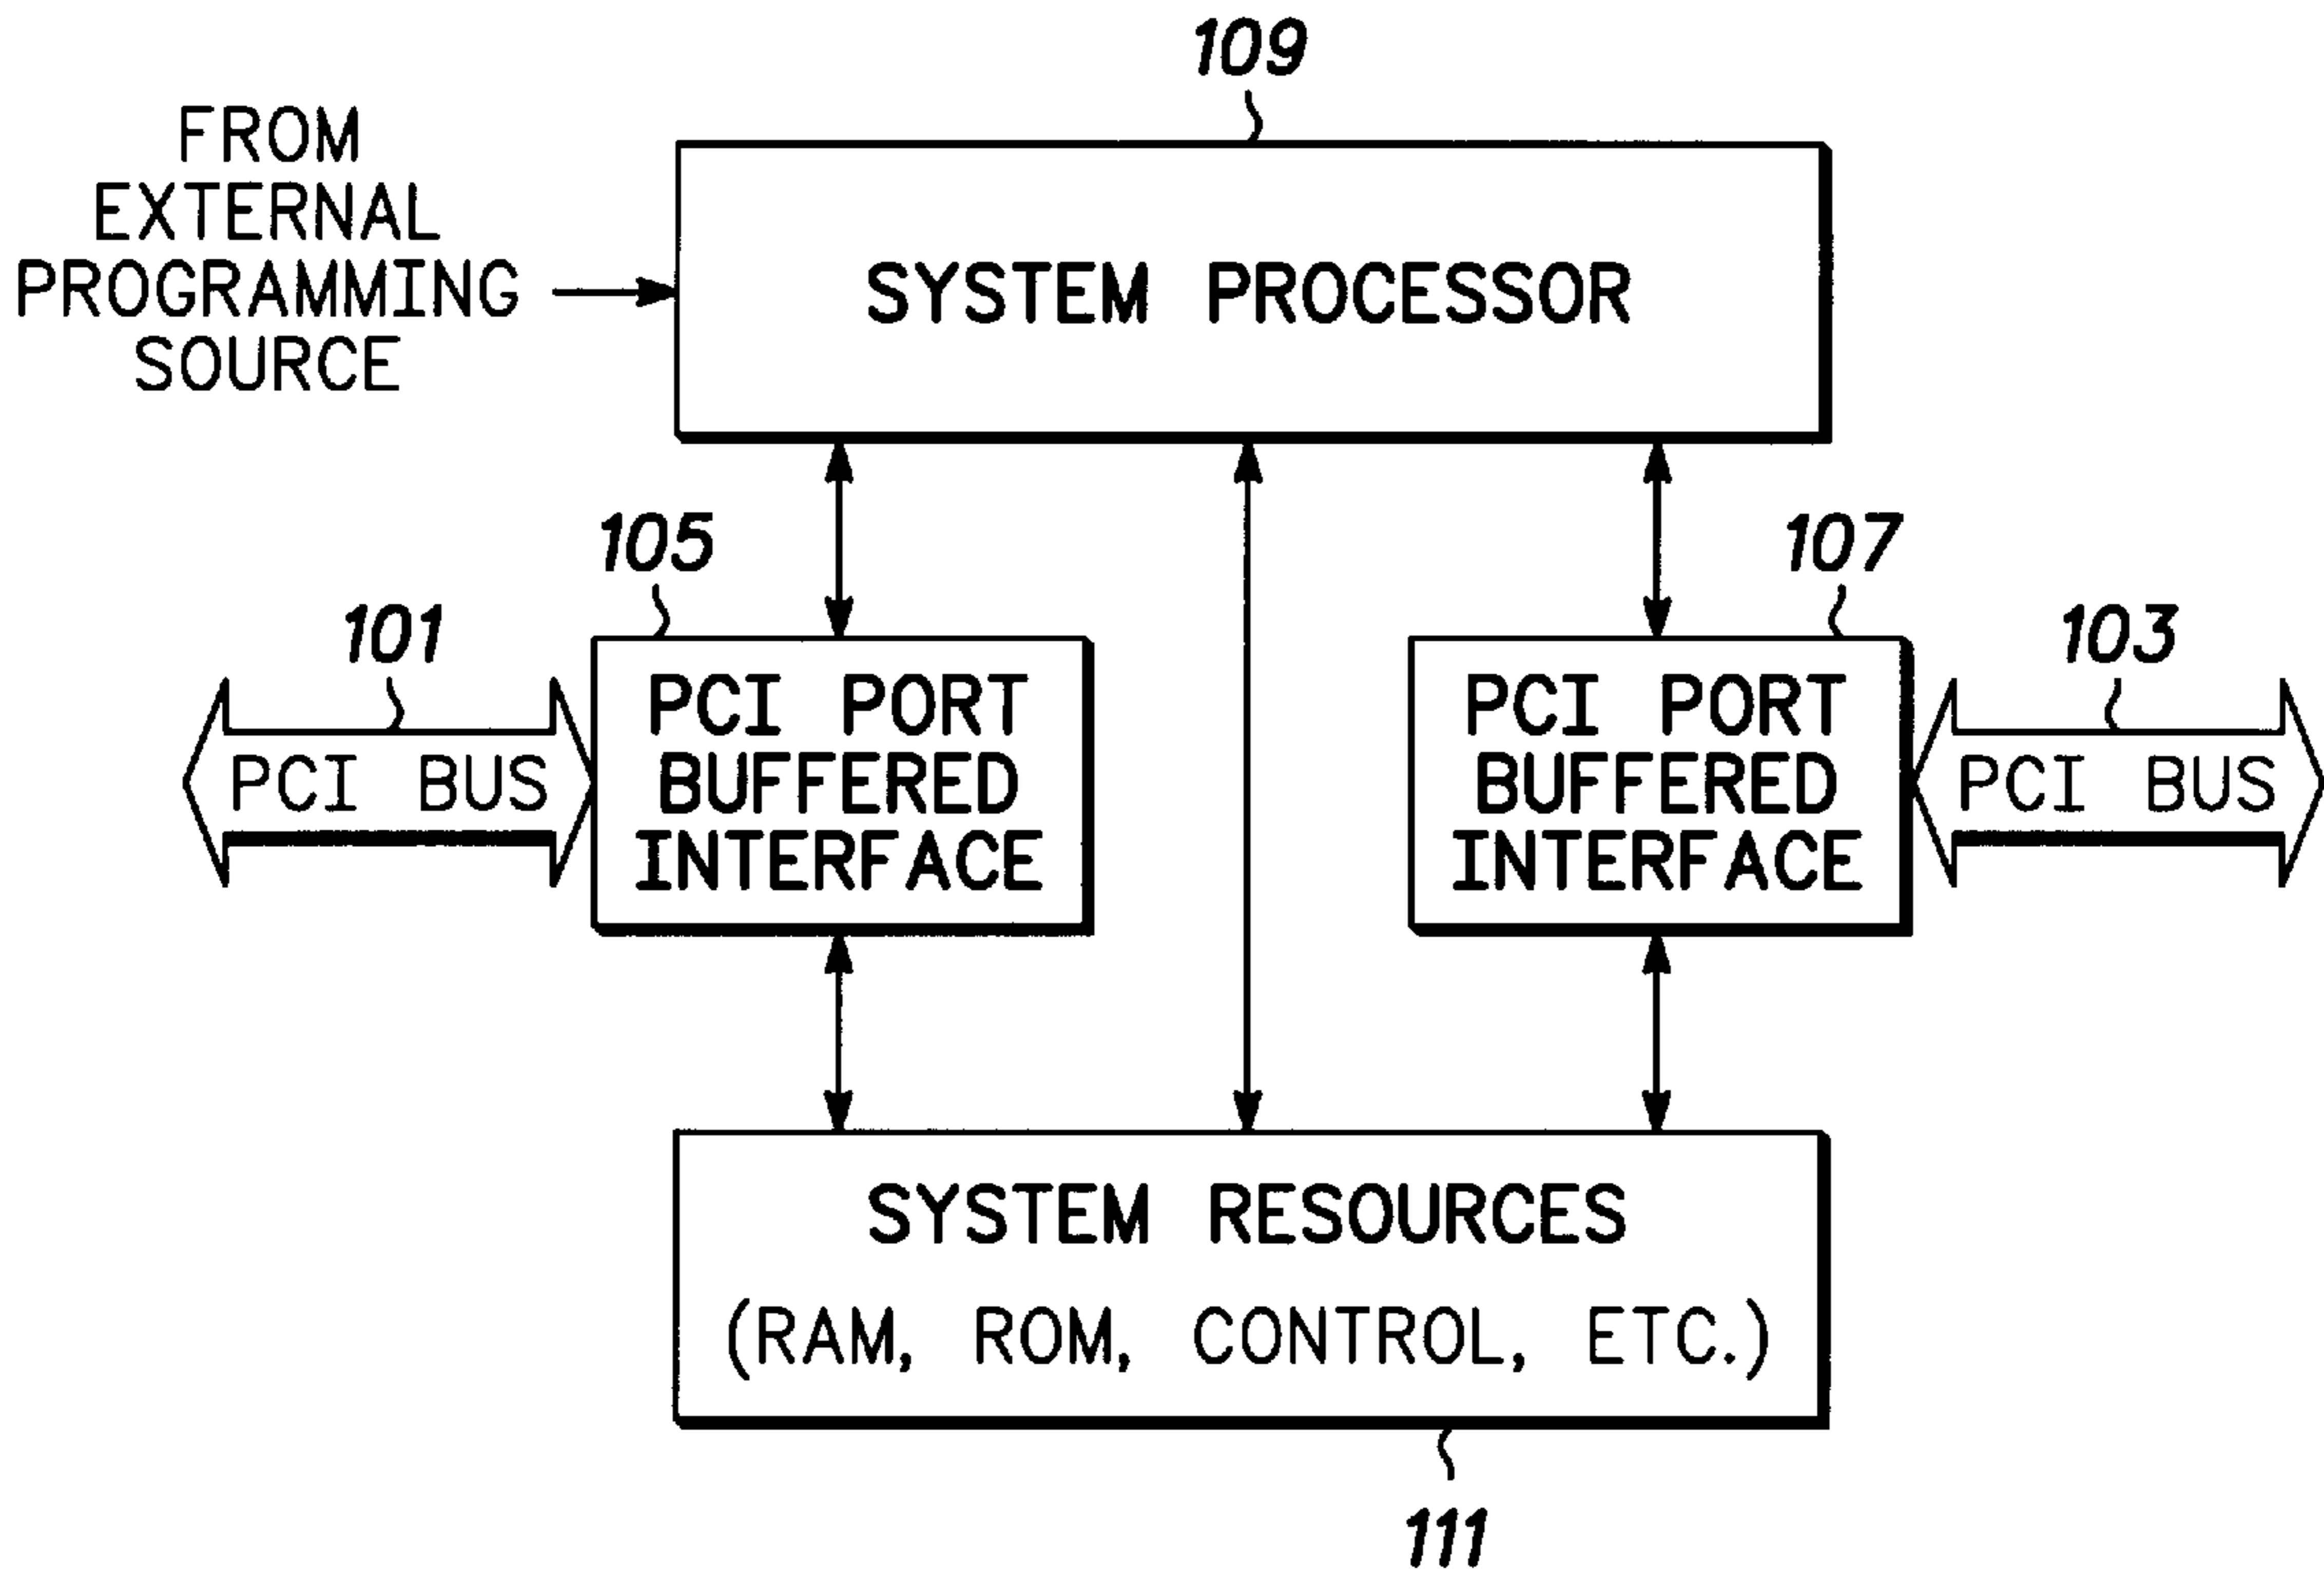 109
FROM
EXTERNAL
PROGRAMMING
SOURCE
SYSTEM PROCESSOR
105
107
101
103
PCI BUS
PCI PORT
BUFFERED
INTERFACE
PCI PORT
BUFFERED
INTERFACE
PCI BUS
SYSTEM RESOURCES
(RAM, ROM, CONTROL, ETC.)
111